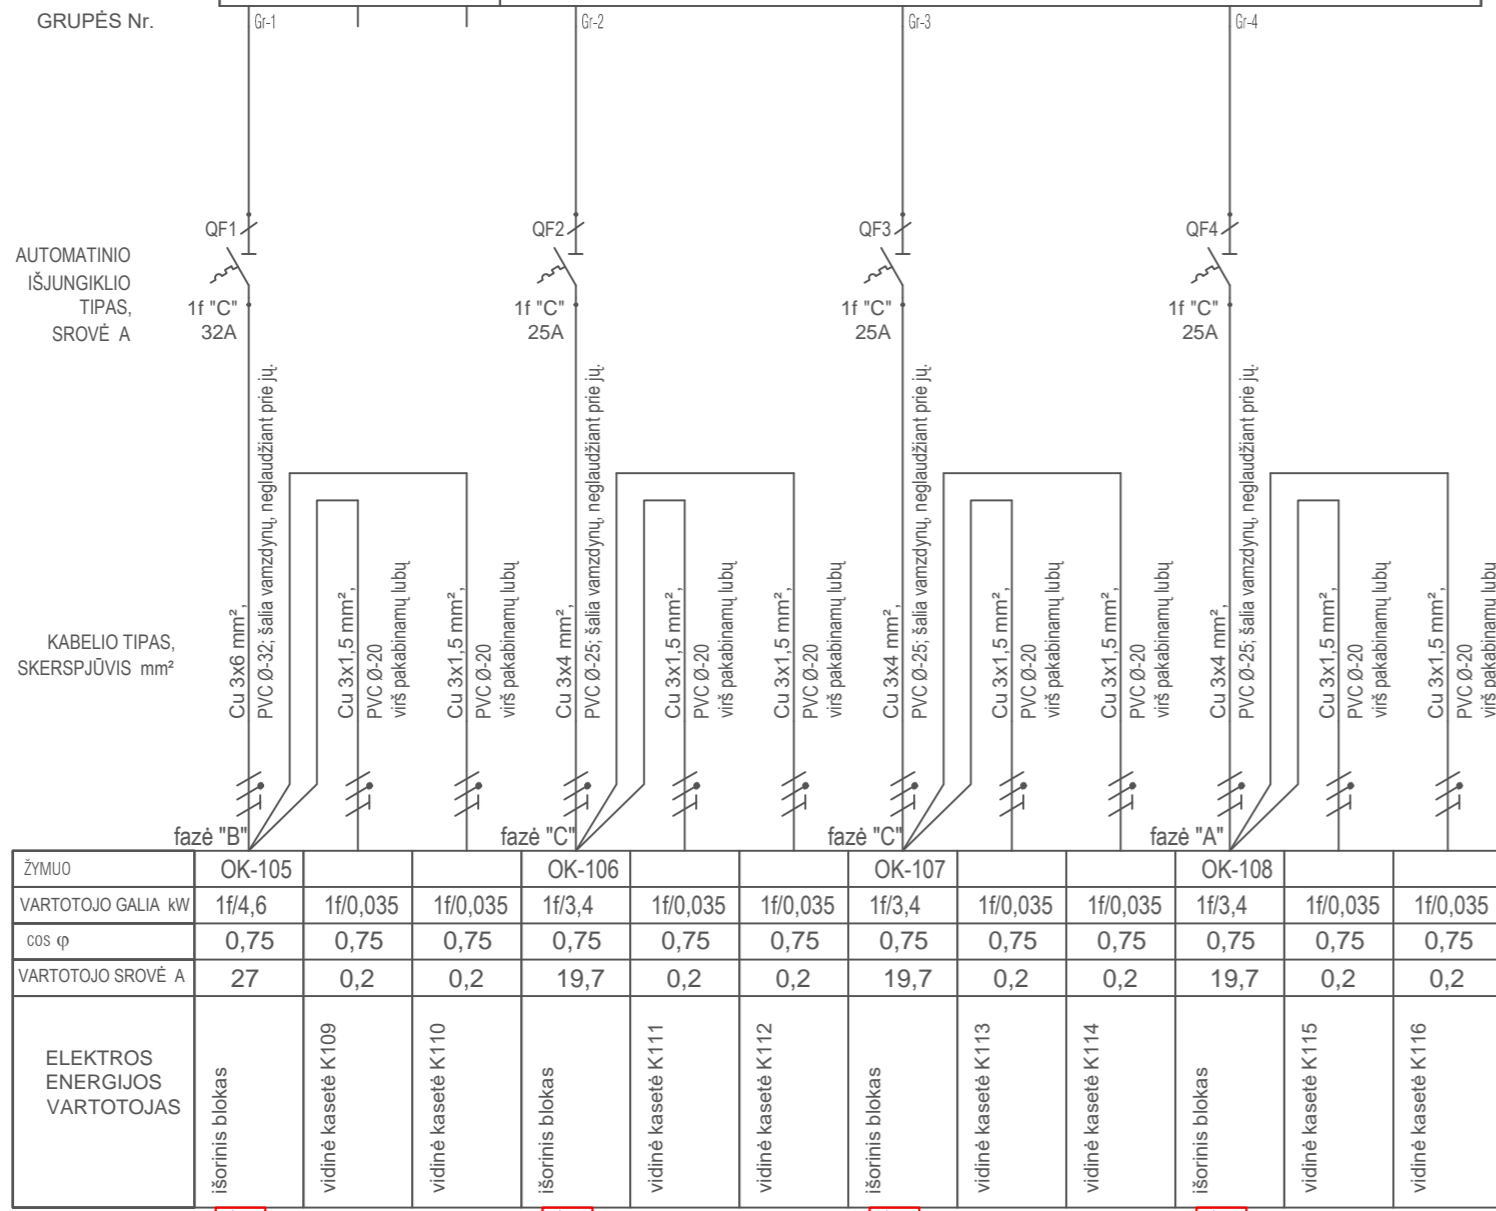 GRUPĖS Nr.
Gr-1
Gr-2
Gr-3
Gr-4
AUTOMATINIO
IŠJUNGIKLIO
TIPAS,
SROVĖ A
QF1
1f "C"
32A
QF2
1f "C"
25A
QF3
1f "C"
25A
QF4
1f "C"
25A
KABELIO TIPAS,
SKERSPJŪVIS mm²
Cu 3x6 mm²,
PVC Ø-32; šalia vamzdynų, neglaudžiant prie jų.
Cu 3x1,5 mm²,
PVC Ø-20
virš pakabinamų lubų
Cu 3x1,5 mm²,
PVC Ø-20
virš pakabinamų lubų
Cu 3x4 mm²,
PVC Ø-25; šalia vamzdynų, neglaudžiant prie jų.
Cu 3x1,5 mm²,
PVC Ø-20
virš pakabinamų lubų
Cu 3x1,5 mm²,
PVC Ø-20
virš pakabinamų lubų
Cu 3x4 mm²,
PVC Ø-25; šalia vamzdynų, neglaudžiant prie jų.
Cu 3x1,5 mm²,
PVC Ø-20
virš pakabinamų lubų
Cu 3x1,5 mm²,
PVC Ø-20
virš pakabinamų lubų
Cu 3x4 mm²,
PVC Ø-25; šalia vamzdynų, neglaudžiant prie jų.
Cu 3x1,5 mm²,
PVC Ø-20
virš pakabinamų lubų
Cu 3x1,5 mm²,
PVC Ø-20
virš pakabinamų lubų
fazė "B"
fazė "C"
fazė "C"
fazė "A"
ŽYMUO OK-105 OK-106 OK-107 OK-108
VARTOTOJO GALIA kW 1f/4,6 1f/0,035 1f/0,035 1f/3,4 1f/0,035 1f/0,035 1f/3,4 1f/0,035 1f/0,035 1f/3,4 1f/0,035 1f/0,035
cos φ 0,75 0,75 0,75 0,75 0,75 0,75 0,75 0,75 0,75 0,75 0,75 0,75
VARTOTOJO SROVĖ A 27 0,2 0,2 19,7 0,2 0,2 19,7 0,2 0,2 19,7 0,2 0,2
ELEKTROS
ENERGIJOS
VARTOTOJAS
išorinis blokas
vidinė kasetė K109
vidinė kasetė K110
išorinis blokas
vidinė kasetė K111
vidinė kasetė K112
išorinis blokas
vidinė kasetė K113
vidinė kasetė K114
išorinis blokas
vidinė kasetė K115
vidinė kasetė K116